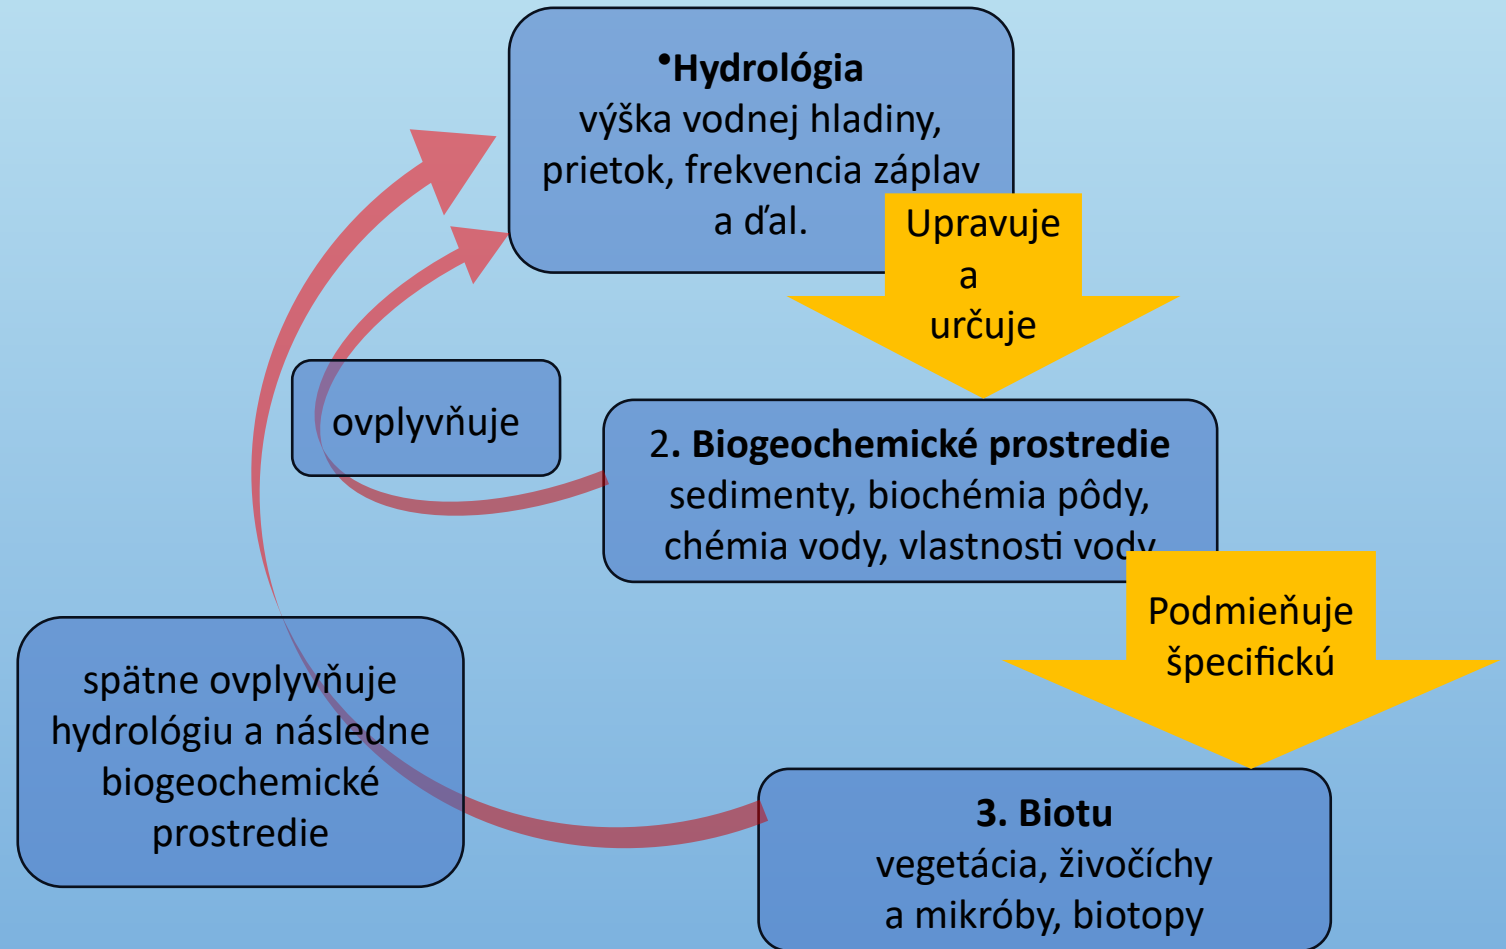 •Hydrológia
výška vodnej hladiny,
prietok, frekvencia záplav
a ďal.
Upravuje
a
určuje
ovplyvňuje
2. Biogeochemické prostredie
sedimenty, biochémia pôdy,
chémia vody, vlastnosti vody
Podmieňuje
špecifickú
spätne ovplyvňuje
hydrológiu a následne
biogeochemické
prostredie
3. Biotu
vegetácia, živočíchy
a mikróby, biotopy